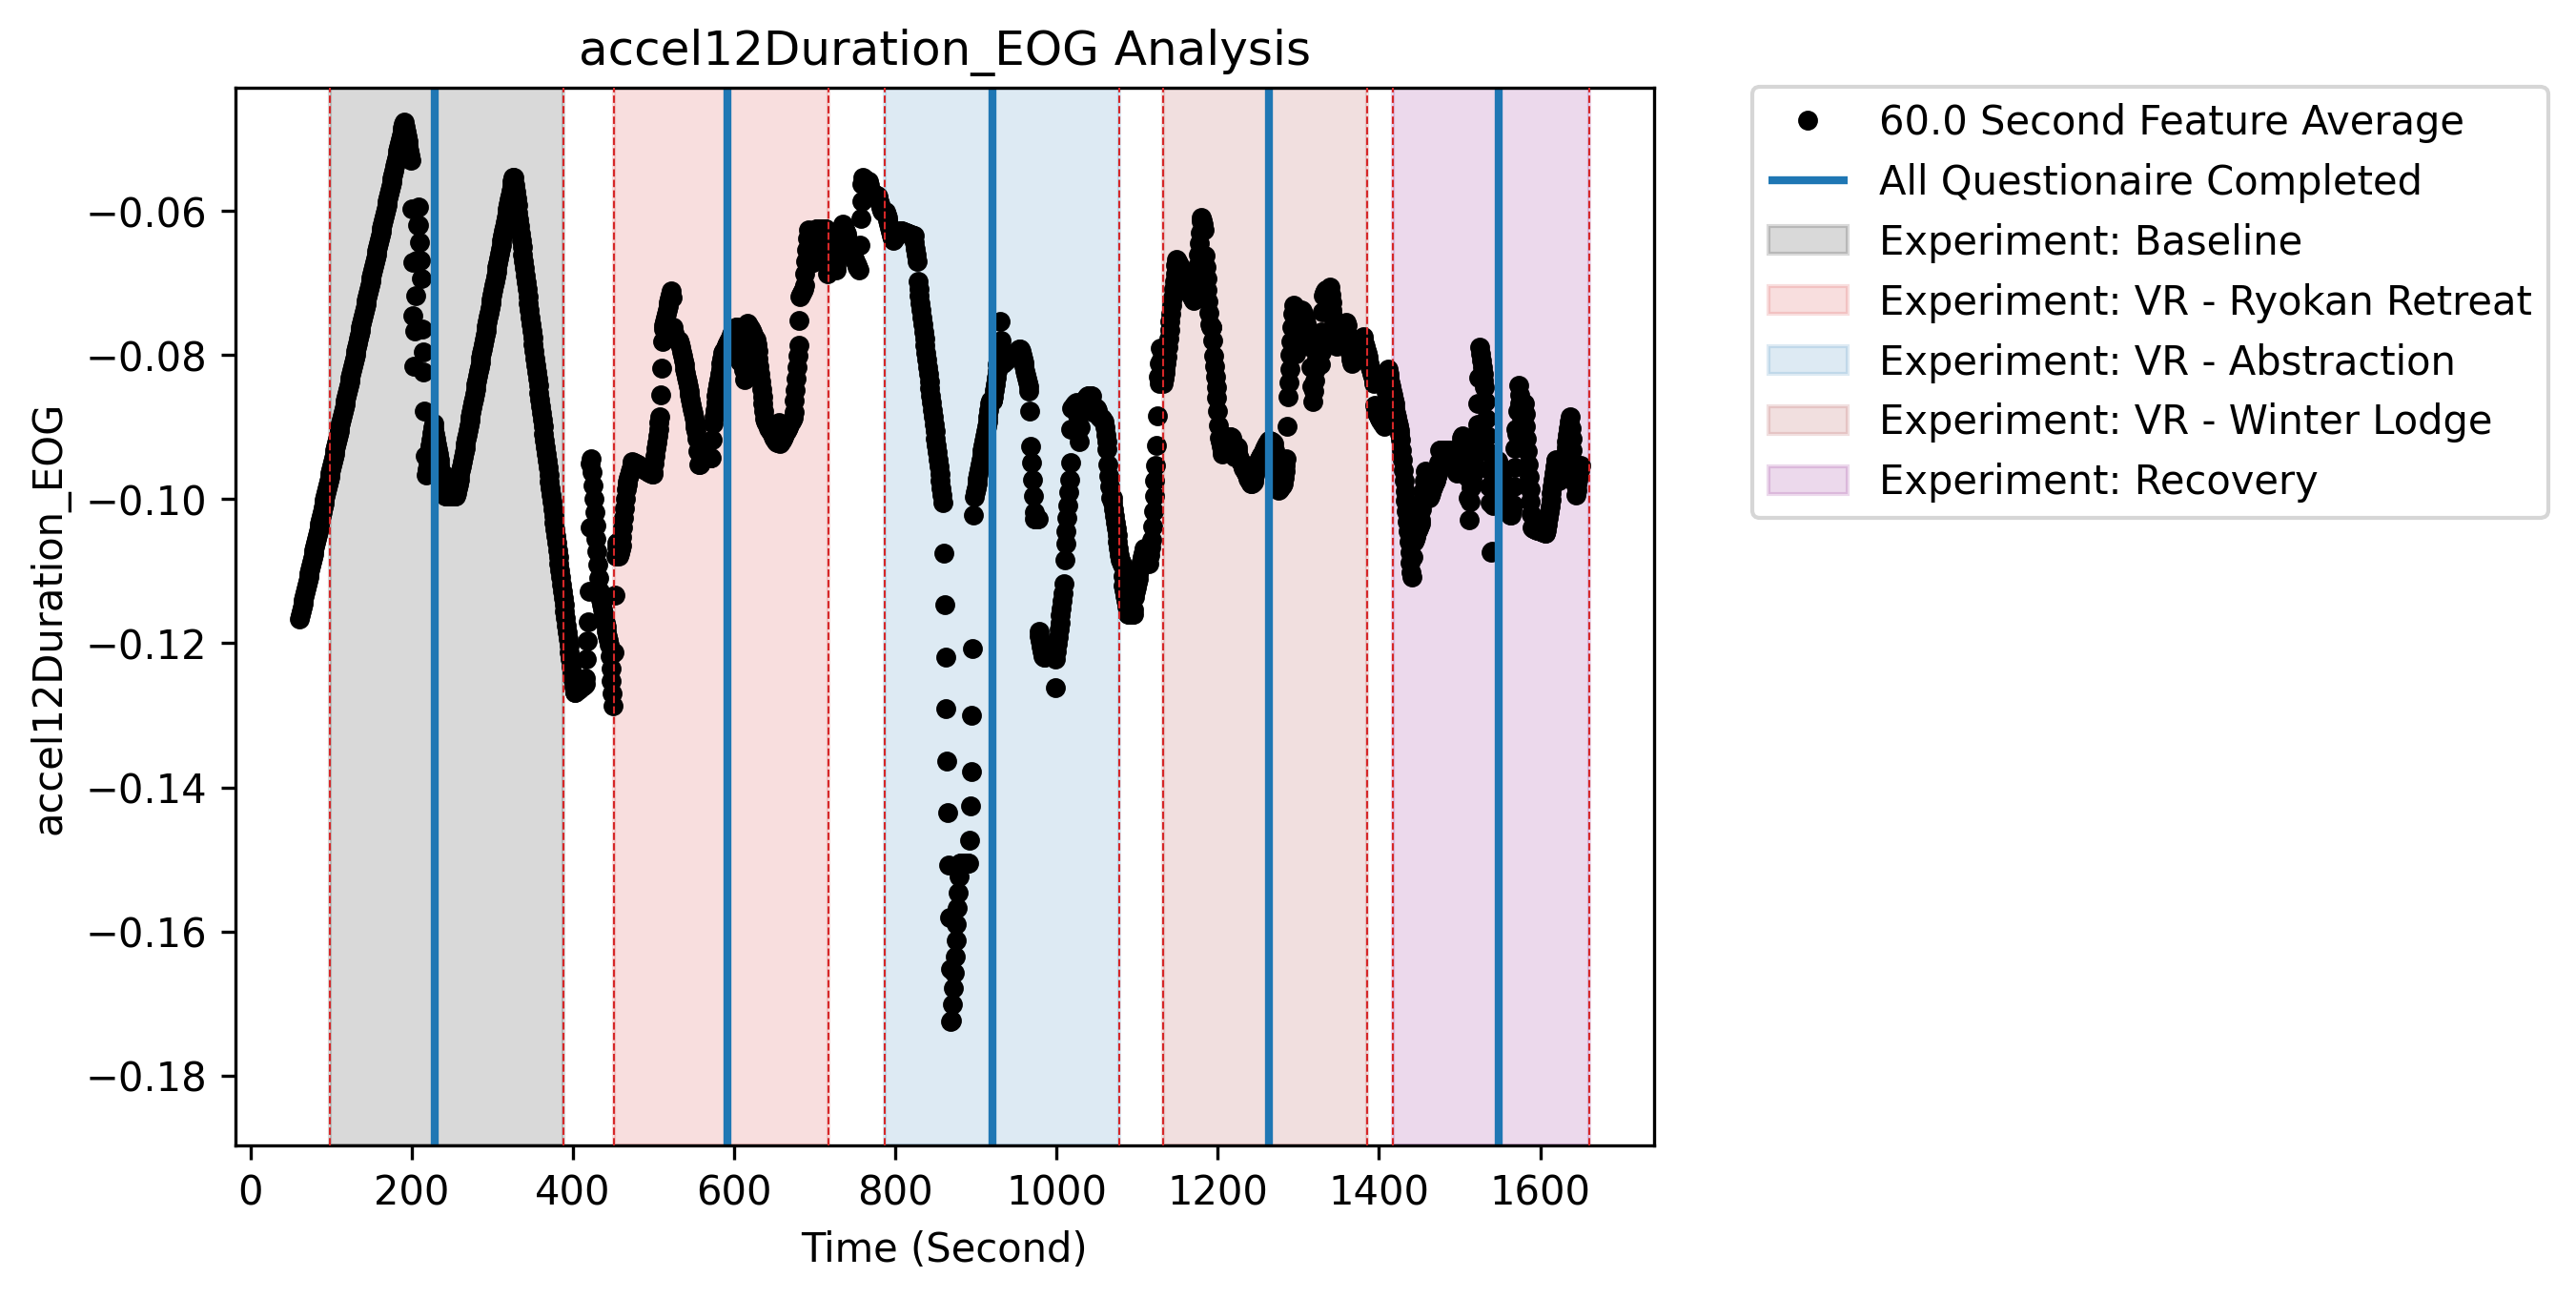 accel12Duration_EOG Analysis
accel12Duration_EOG
−0.06
−0.08
−0.10
−0.12
−0.14
−0.16
−0.18
0 200 400 600 800 1000 1200 1400 1600
Time (Second)
60.0 Second Feature Average
All Questionaire Completed
Experiment: Baseline
Experiment: VR - Ryokan Retreat
Experiment: VR - Abstraction
Experiment: VR - Winter Lodge
Experiment: Recovery